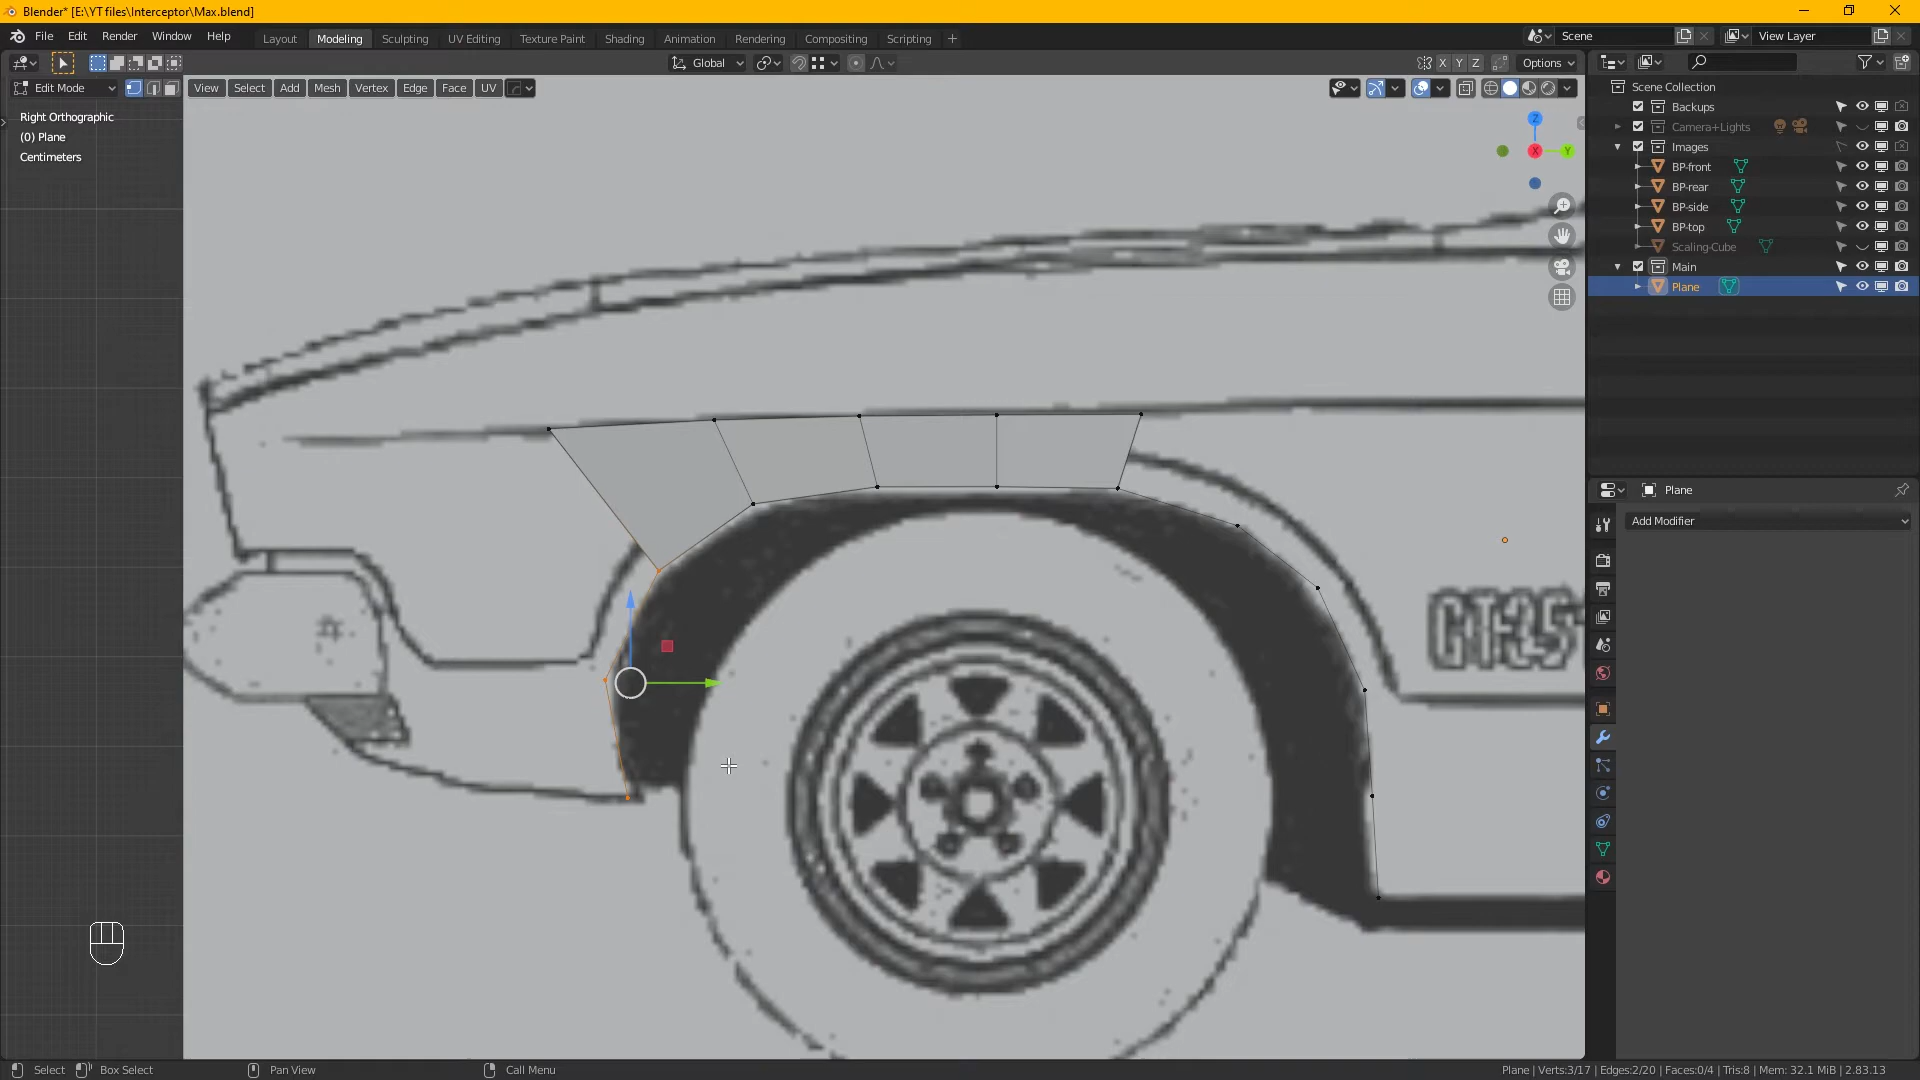 Blender* [E:\YT files\Interceptor\Max.blend]
File Edit Render Window Help
Layout Modeling Sculpting UV Editing Texture Paint Shading Animation Rendering Compositing Scripting +
Scene
View Layer
Global
X Y Z
Options
Edit Mode
View Select Add Mesh Vertex Edge Face UV
Right Orthographic
(0) Plane
Centimeters
Z
X
Y
Scene Collection
Backups
Camera+Lights
Images
BP-front
BP-rear
BP-side
BP-top
Scaling-Cube
Main
Plane
Plane
Add Modifier
Select
Box Select
Pan View
Call Menu
Plane | Verts:3/17 | Edges:2/20 | Faces:0/4 | Tris:8 | Mem: 32.1 MiB | 2.83.13